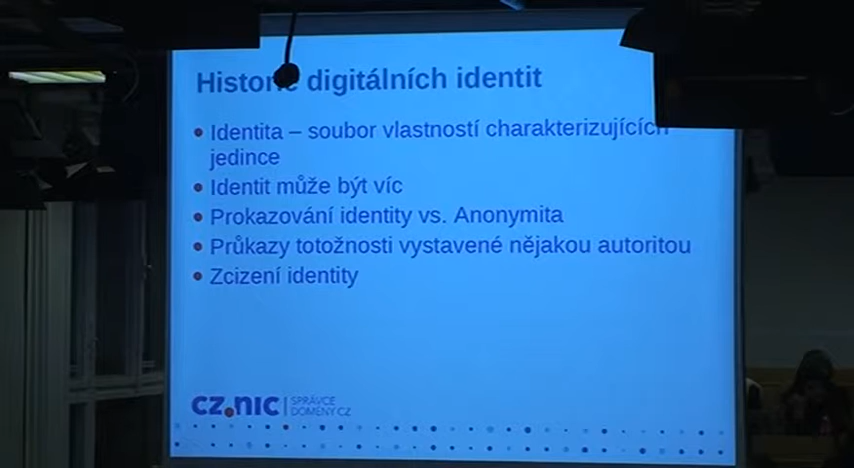 Historie digitálních identit
Identita – soubor vlastností charakterizujících
jedince
Identit může být víc
Prokazování identity vs. Anonymita
Průkazy totožnosti vystavené nějakou autoritou
Zcizení identity
CZ.NIC SPRÁVCE
DOMÉNY CZ